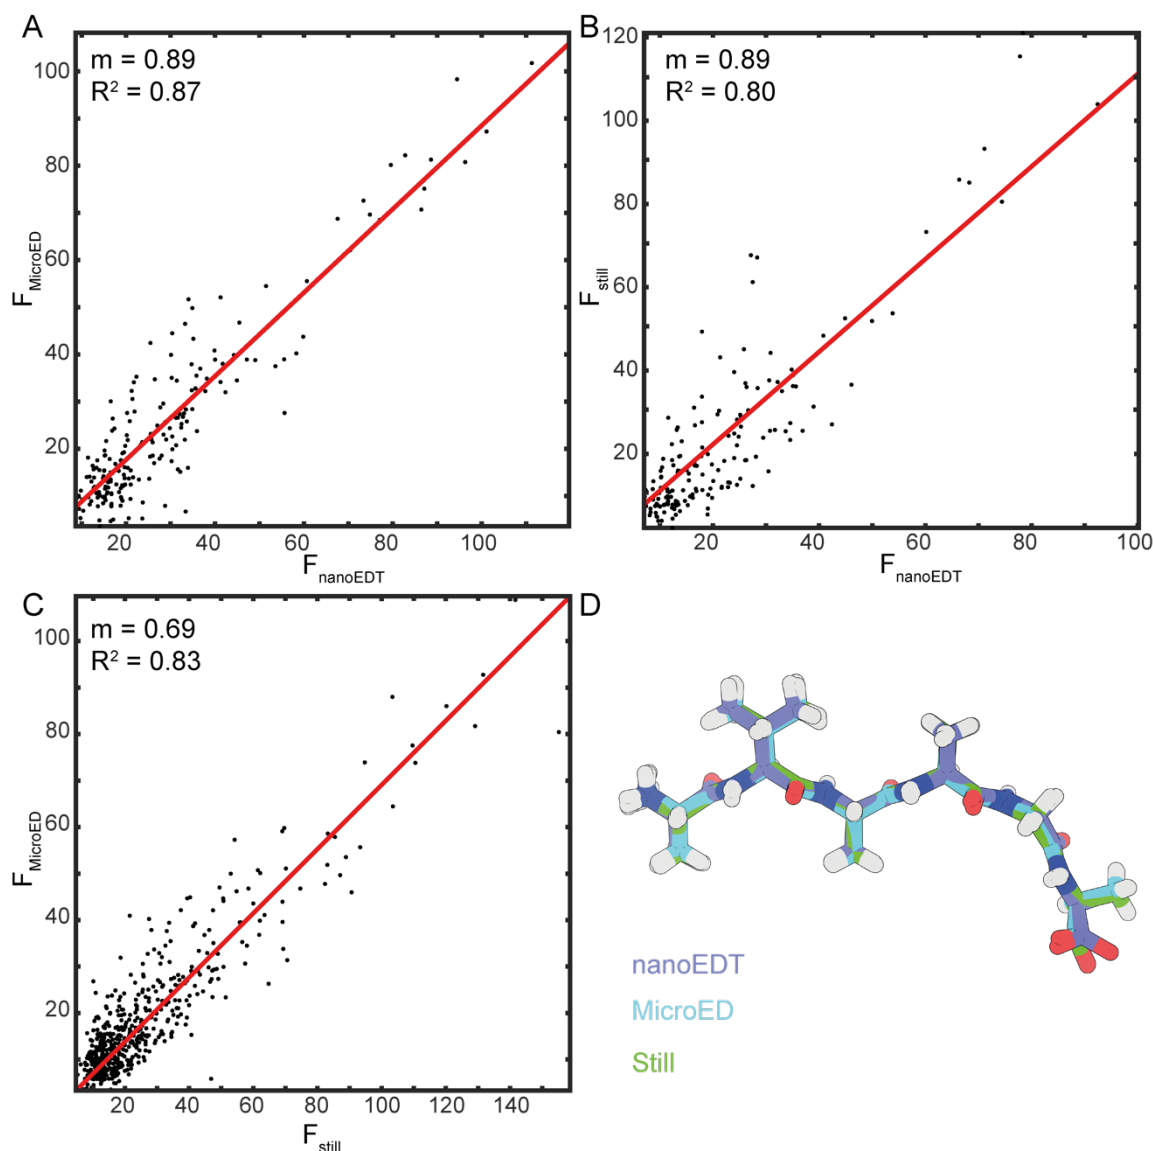 A
m = 0.89
R² = 0.87
100
80
60
40
20
F_MicroED
20 40 60 80 100
F_nanoEDT
B
m = 0.89
R² = 0.80
120
100
80
60
40
20
F_still
20 40 60 80 100
F_nanoEDT
C
m = 0.69
R² = 0.83
100
80
60
40
20
F_MicroED
20 40 60 80 100 120 140
F_still
D
nanoEDT
MicroED
Still